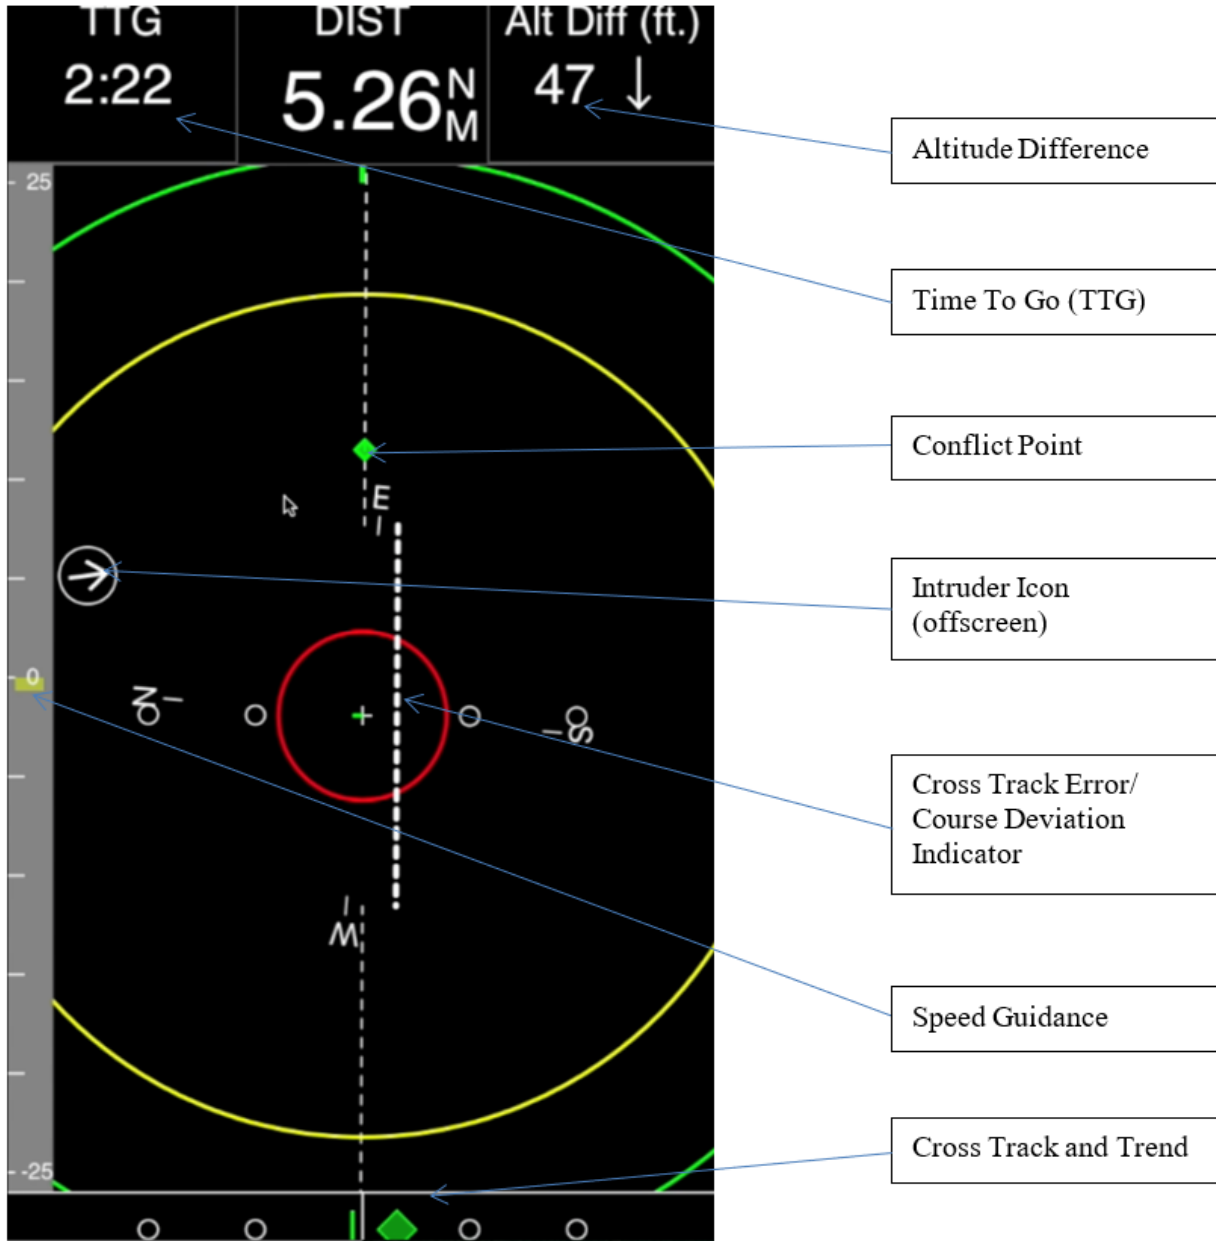 TTG
DIST
Alt Diff (ft.)
2:22
5.26 NM
47 ↓
Altitude Difference
25
Time To Go (TTG)
Conflict Point
E
Intruder Icon
(offscreen)
0
N
S
Cross Track Error/
Course Deviation
Indicator
W
Speed Guidance
Cross Track and Trend
-25